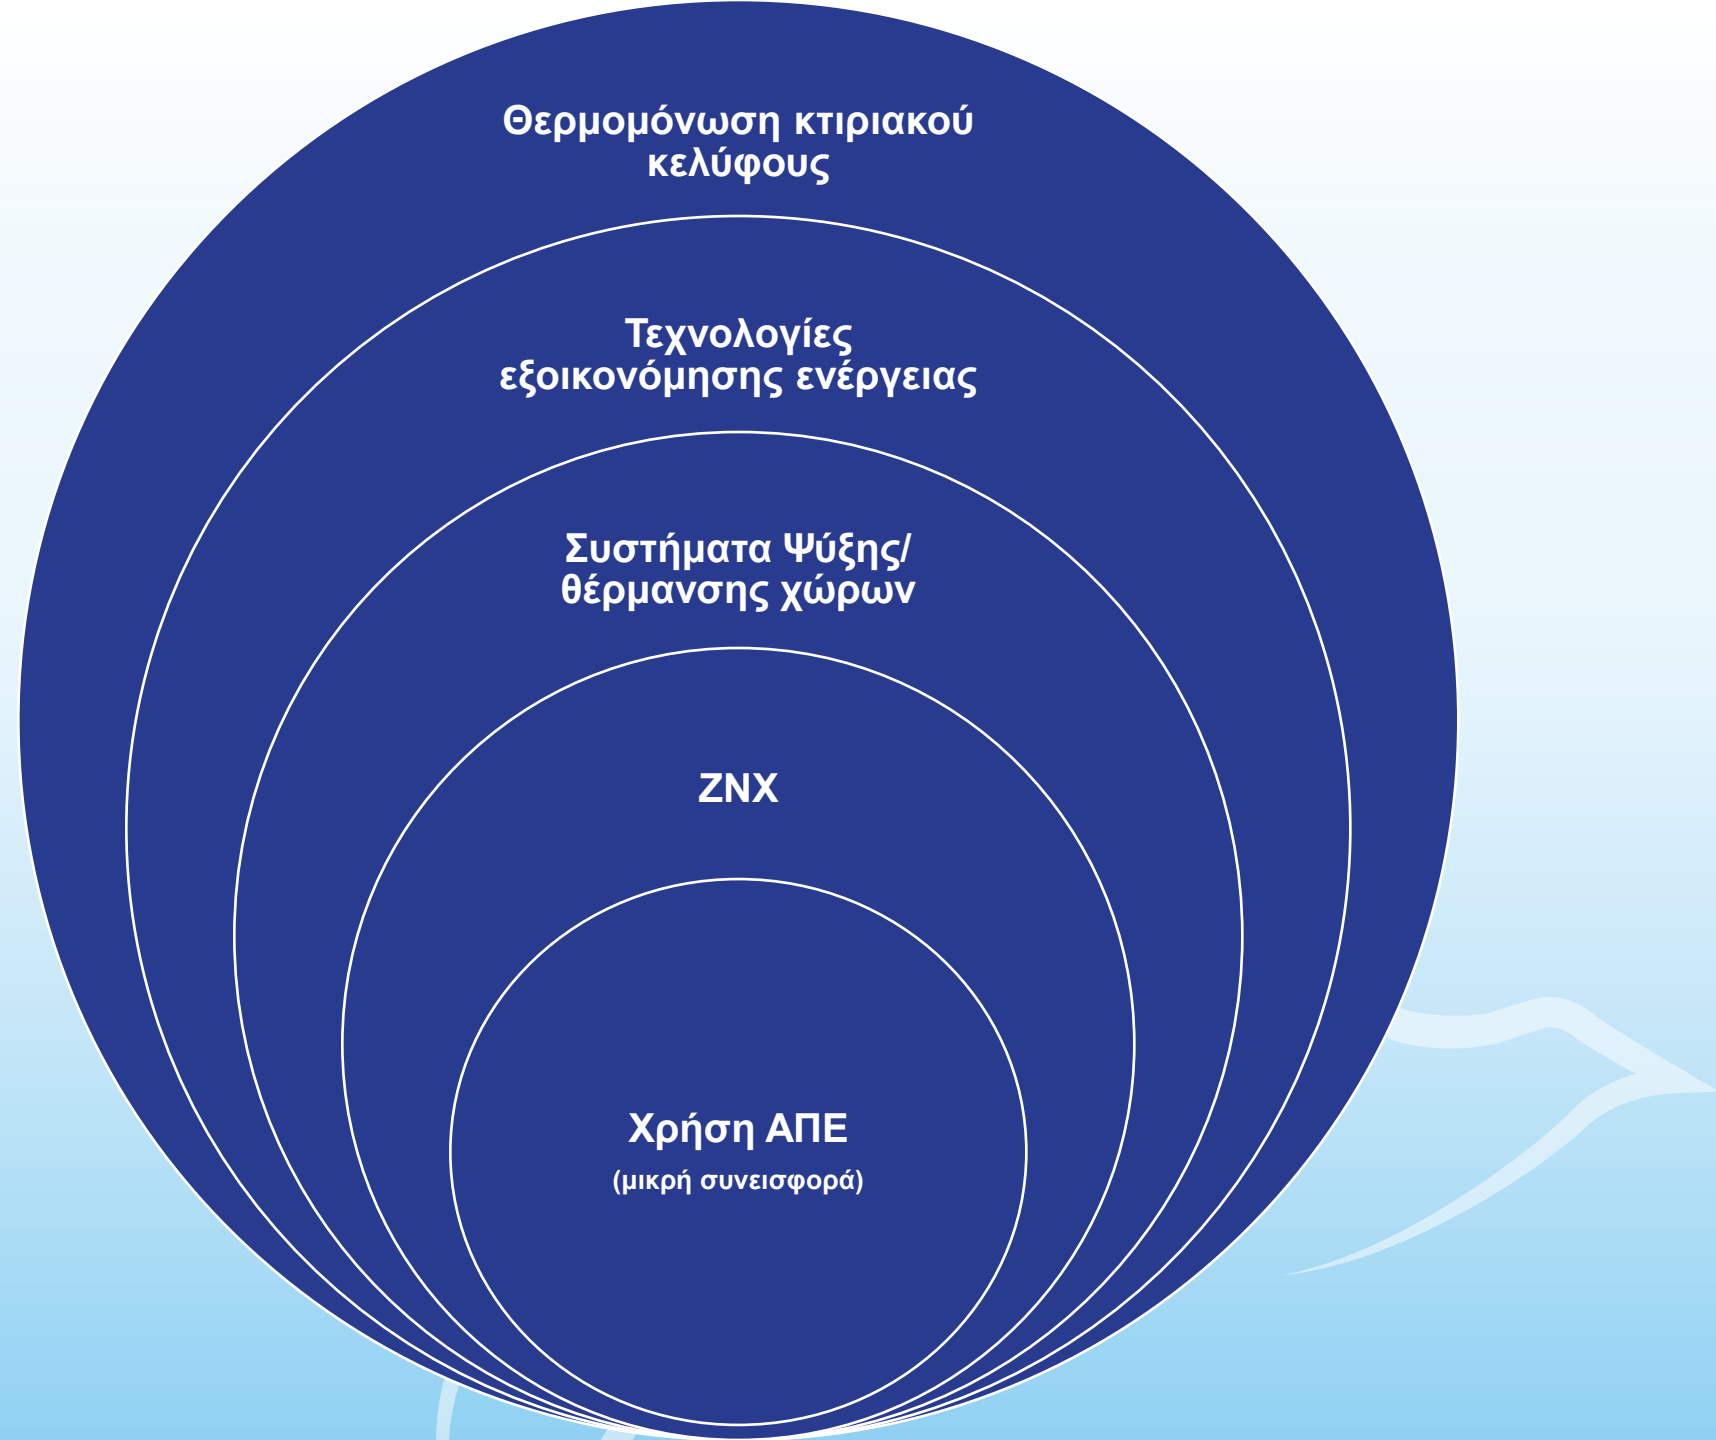 Θερμομόνωση κτιριακού
κελύφους
Τεχνολογίες
εξοικονόμησης ενέργειας
Συστήματα Ψύξης/
θέρμανσης χώρων
ΖΝΧ
Χρήση ΑΠΕ
(μικρή συνεισφορά)